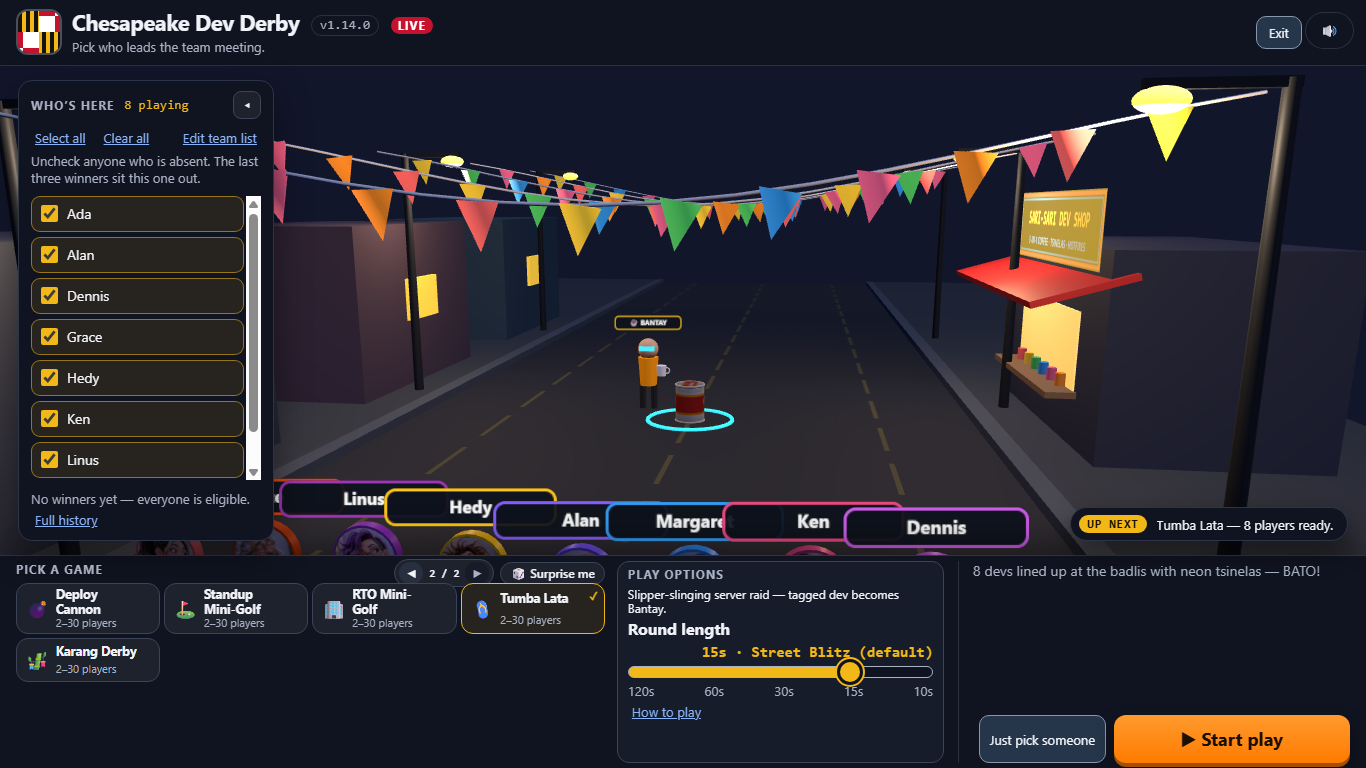 Chesapeake Dev Derby
v1.14.0
LIVE
Pick who leads the team meeting.
Exit
WHO'S HERE 8 playing
Select all Clear all Edit team list
Uncheck anyone who is absent. The last
three winners sit this one out.
Ada
Alan
Dennis
Grace
Hedy
Ken
Linus
No winners yet — everyone is eligible.
Full history
SARI-SARI DEV SHOP
BANTAY
Linus
Hedy
Alan
Margaret
Ken
Dennis
UP NEXT Tumba Lata — 8 players ready.
PICK A GAME
2 / 2
Surprise me
Deploy
Cannon
2–30 players
Standup
Mini-Golf
2–30 players
RTO Mini-
Golf
2–30 players
Tumba Lata
2–30 players
Karang Derby
2–30 players
PLAY OPTIONS
Slipper-slinging server raid — tagged dev becomes
Bantay.
Round length
15s · Street Blitz (default)
120s 60s 30s 15s 10s
How to play
8 devs lined up at the badlis with neon tsinelas — BATO!
Just pick someone
Start play